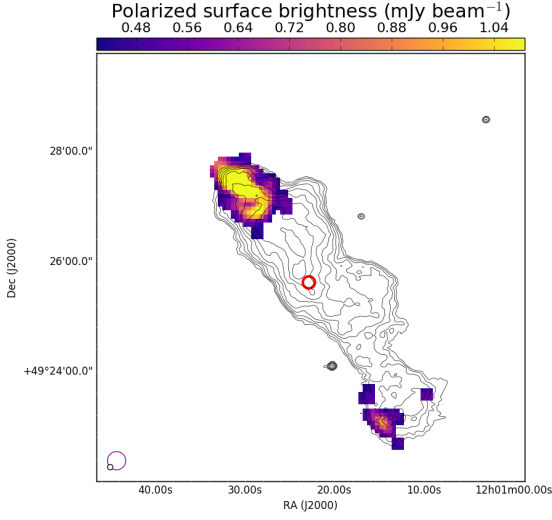 Polarized surface brightness (mJy beam⁻¹)
0.48 0.56 0.64 0.72 0.80 0.88 0.96 1.04
28'00.0"
26'00.0"
Dec (J2000)
+49°24'00.0"
40.00s 30.00s 20.00s 10.00s 12h01m00.00s
RA (J2000)